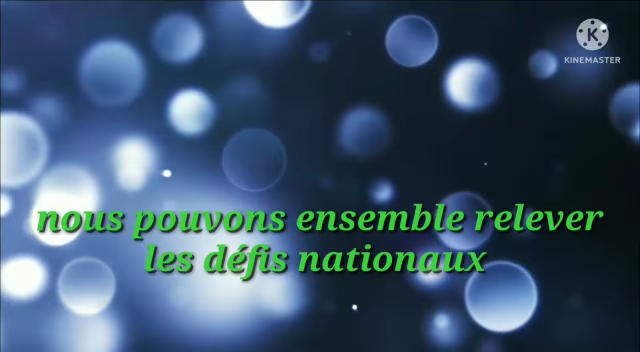 K
KINEMASTER
nous pouvons ensemble relever
les défis nationaux